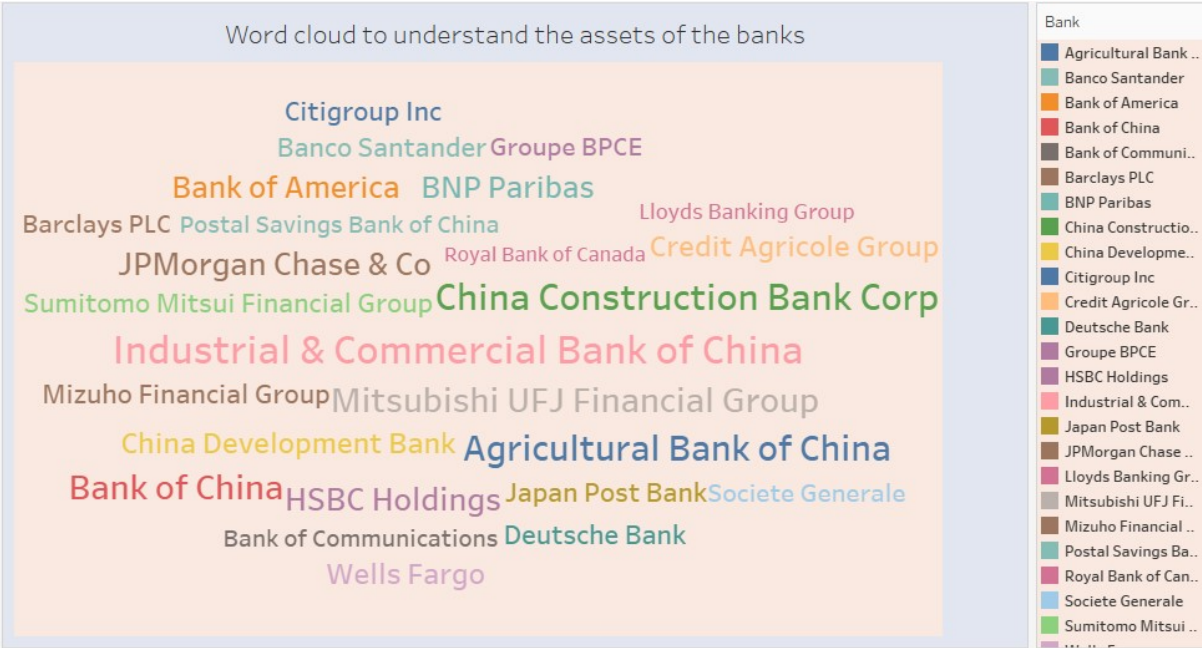 Word cloud to understand the assets of the banks
Citigroup Inc
Banco Santander Groupe BPCE
Bank of America BNP Paribas
Lloyds Banking Group
Barclays PLC Postal Savings Bank of China
JPMorgan Chase & Co Royal Bank of Canada Credit Agricole Group
Sumitomo Mitsui Financial Group China Construction Bank Corp
Industrial & Commercial Bank of China
Mizuho Financial Group Mitsubishi UFJ Financial Group
China Development Bank Agricultural Bank of China
Bank of China HSBC Holdings Japan Post Bank Societe Generale
Bank of Communications Deutsche Bank
Wells Fargo
Bank
Agricultural Bank ..
Banco Santander
Bank of America
Bank of China
Bank of Communi..
Barclays PLC
BNP Paribas
China Constructio..
China Developme..
Citigroup Inc
Credit Agricole Gr..
Deutsche Bank
Groupe BPCE
HSBC Holdings
Industrial & Com..
Japan Post Bank
JPMorgan Chase ..
Lloyds Banking Gr..
Mitsubishi UFJ Fi..
Mizuho Financial ..
Postal Savings Ba..
Royal Bank of Can..
Societe Generale
Sumitomo Mitsui ..